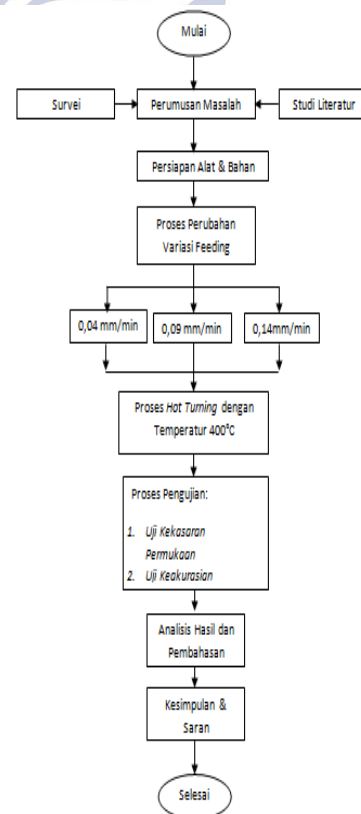 Mulai
Survei
Perumusan Masalah
Studi Literatur
Persiapan Alat & Bahan
Proses Perubahan
Variasi Feeding
0,04 mm/min
0,09 mm/min
0,14mm/min
Proses Hot Turning dengan
Temperatur 400°C
Proses Pengujian:
1. Uji Kekasaran
Permukaan
2. Uji Keakurasian
Analisis Hasil dan
Pembahasan
Kesimpulan &
Saran
Selesai